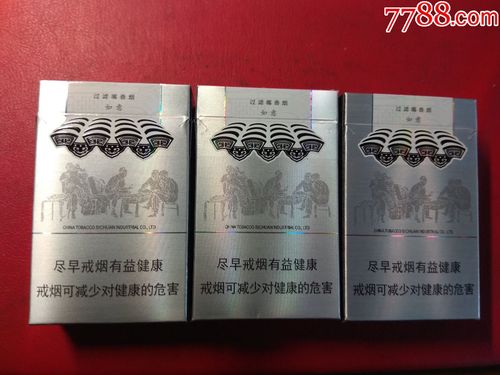 7788.com
过滤嘴香烟
如意
CHINA TOBACCO SICHUAN INDUSTRIAL CO., LTD
尽早戒烟有益健康
戒烟可减少对健康的危害
过滤嘴香烟
如意
CHINA TOBACCO SICHUAN INDUSTRIAL CO., LTD
尽早戒烟有益健康
戒烟可减少对健康的危害
过滤嘴香烟
如意
CHINA TOBACCO SICHUAN INDUSTRIAL CO., LTD
尽早戒烟有益健康
戒烟可减少对健康的危害